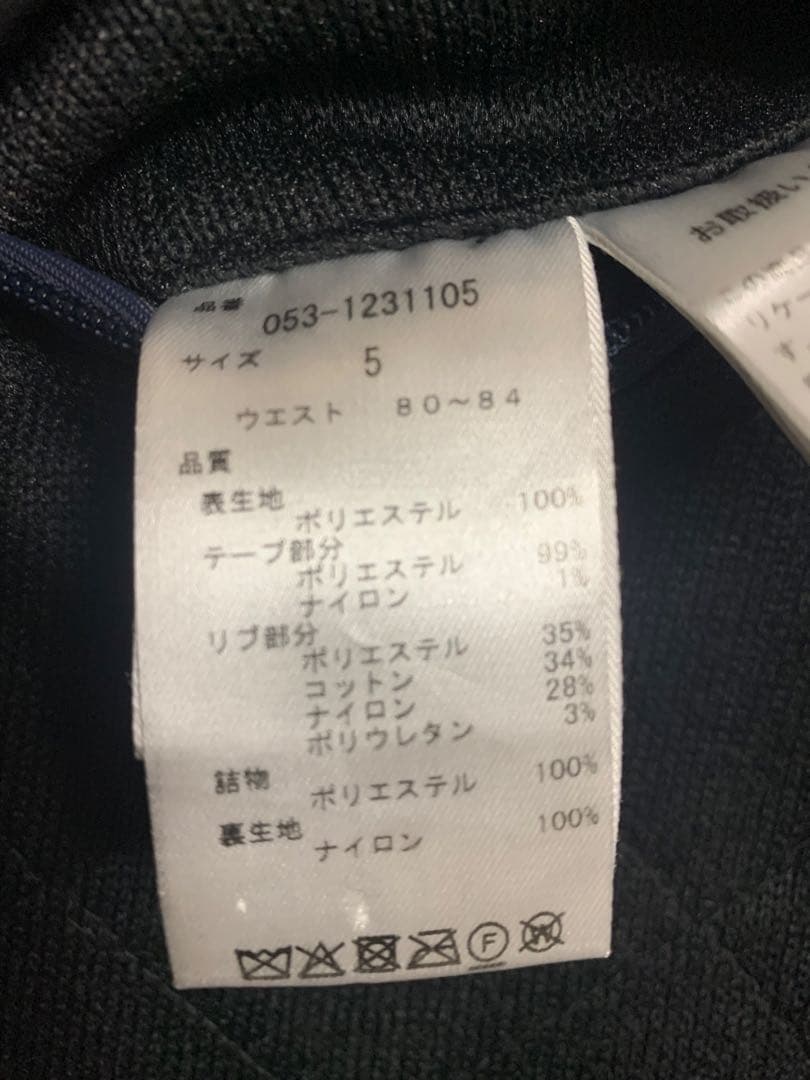 品番 053-1231105
サイズ 5
ウエスト 80~84
品質
表生地
ポリエステル 100%
テープ部分
ポリエステル 99%
ナイロン 1%
リブ部分
ポリエステル 35%
コットン 34%
ナイロン 28%
ポリウレタン 3%
詰物
ポリエステル 100%
裏生地
ナイロン 100%
F W
お取扱い
リケー